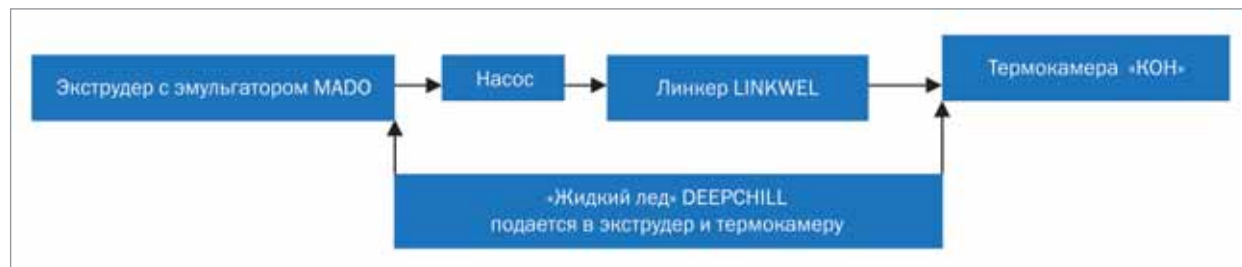 Экструдер с эмульгатором MADO
Насос
Линкер LINKWEL
Термокамера «КОН»
«Жидкий лед» DEEPCHILL
подается в экструдер и термокамеру